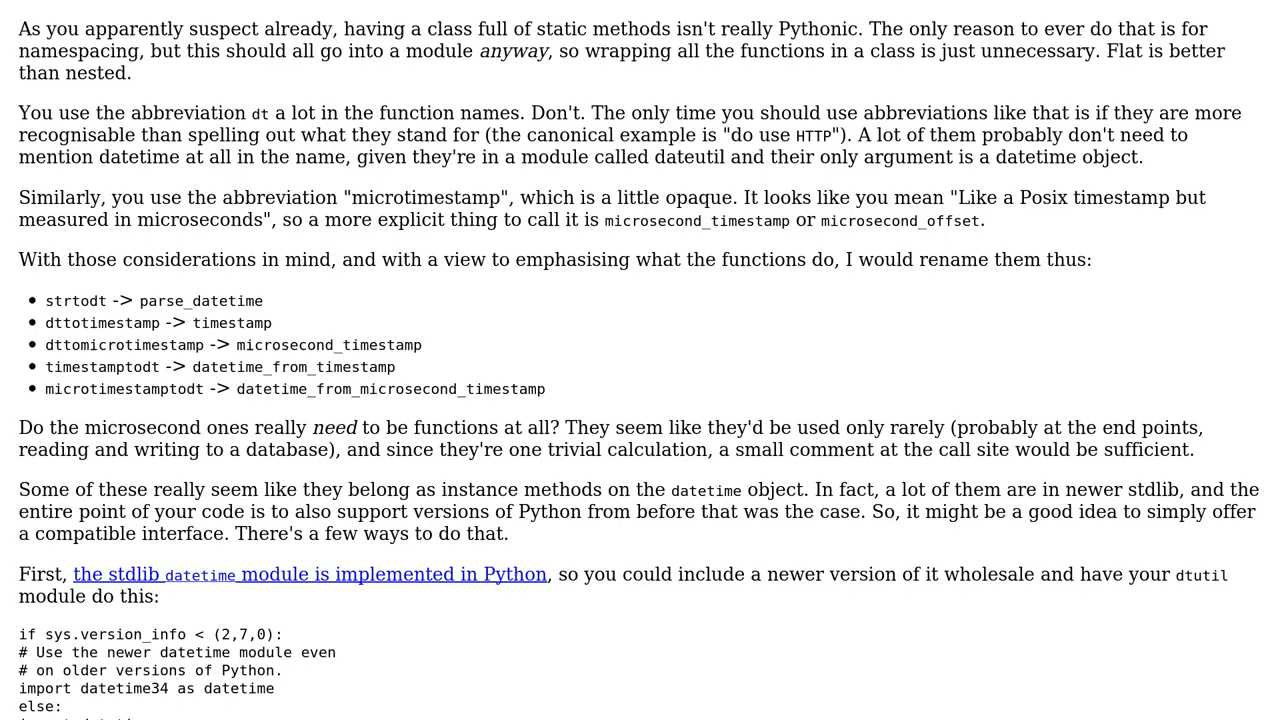 As you apparently suspect already, having a class full of static methods isn't really Pythonic. The only reason to ever do that is for
namespacing, but this should all go into a module anyway, so wrapping all the functions in a class is just unnecessary. Flat is better
than nested.
You use the abbreviation dt a lot in the function names. Don't. The only time you should use abbreviations like that is if they are more
recognisable than spelling out what they stand for (the canonical example is "do use HTTP"). A lot of them probably don't need to
mention datetime at all in the name, given they're in a module called dateutil and their only argument is a datetime object.
Similarly, you use the abbreviation "microtimestamp", which is a little opaque. It looks like you mean "Like a Posix timestamp but
measured in microseconds", so a more explicit thing to call it is microsecond_timestamp or microsecond_offset.
With those considerations in mind, and with a view to emphasising what the functions do, I would rename them thus:
• strtodt -> parse_datetime
• dttotimestamp -> timestamp
• dttomicrotimestamp -> microsecond_timestamp
• timestamptodt -> datetime_from_timestamp
• microtimestamptodt -> datetime_from_microsecond_timestamp
Do the microsecond ones really need to be functions at all? They seem like they'd be used only rarely (probably at the end points,
reading and writing to a database), and since they're one trivial calculation, a small comment at the call site would be sufficient.
Some of these really seem like they belong as instance methods on the datetime object. In fact, a lot of them are in newer stdlib, and the
entire point of your code is to also support versions of Python from before that was the case. So, it might be a good idea to simply offer
a compatible interface. There's a few ways to do that.
First, the stdlib datetime module is implemented in Python, so you could include a newer version of it wholesale and have your dtutil
module do this:
if sys.version_info < (2,7,0):
# Use the newer datetime module even
# on older versions of Python.
import datetime34 as datetime
else: